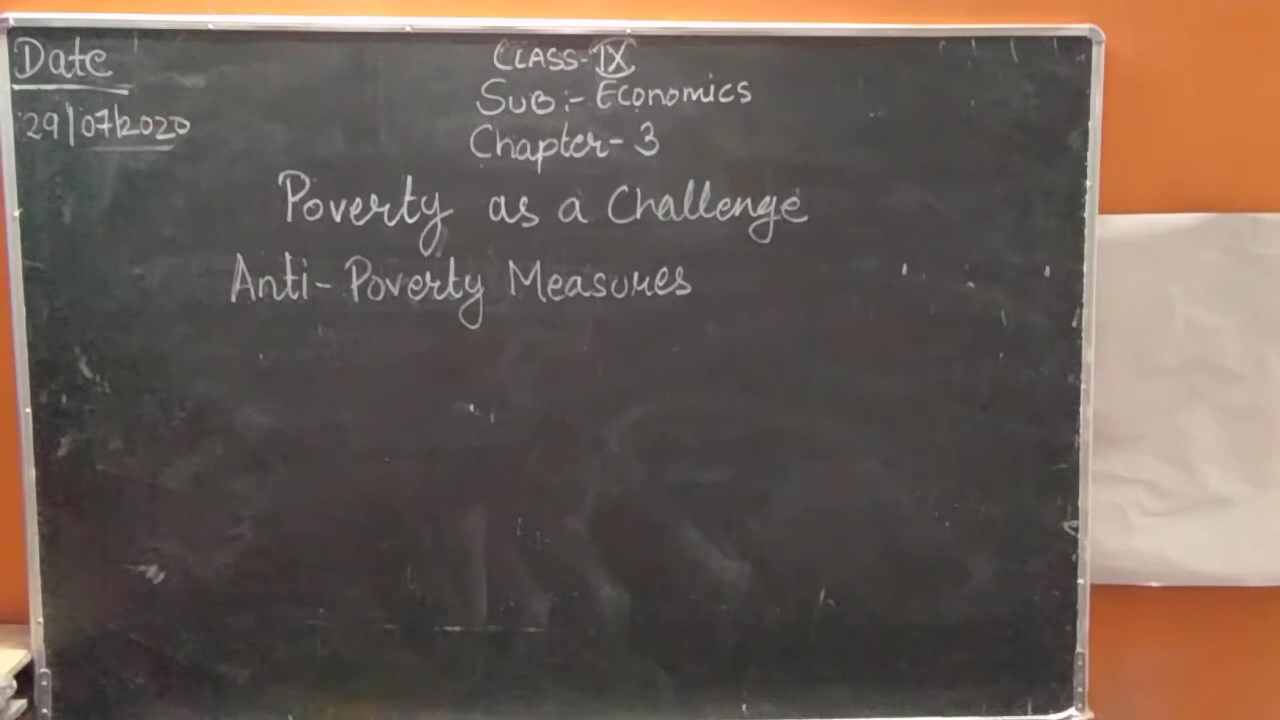 Date
29/07/2020
CLASS-IX
SUB:- ECONOMICS
Chapter-3
Poverty as a Challenge
Anti-Poverty Measures